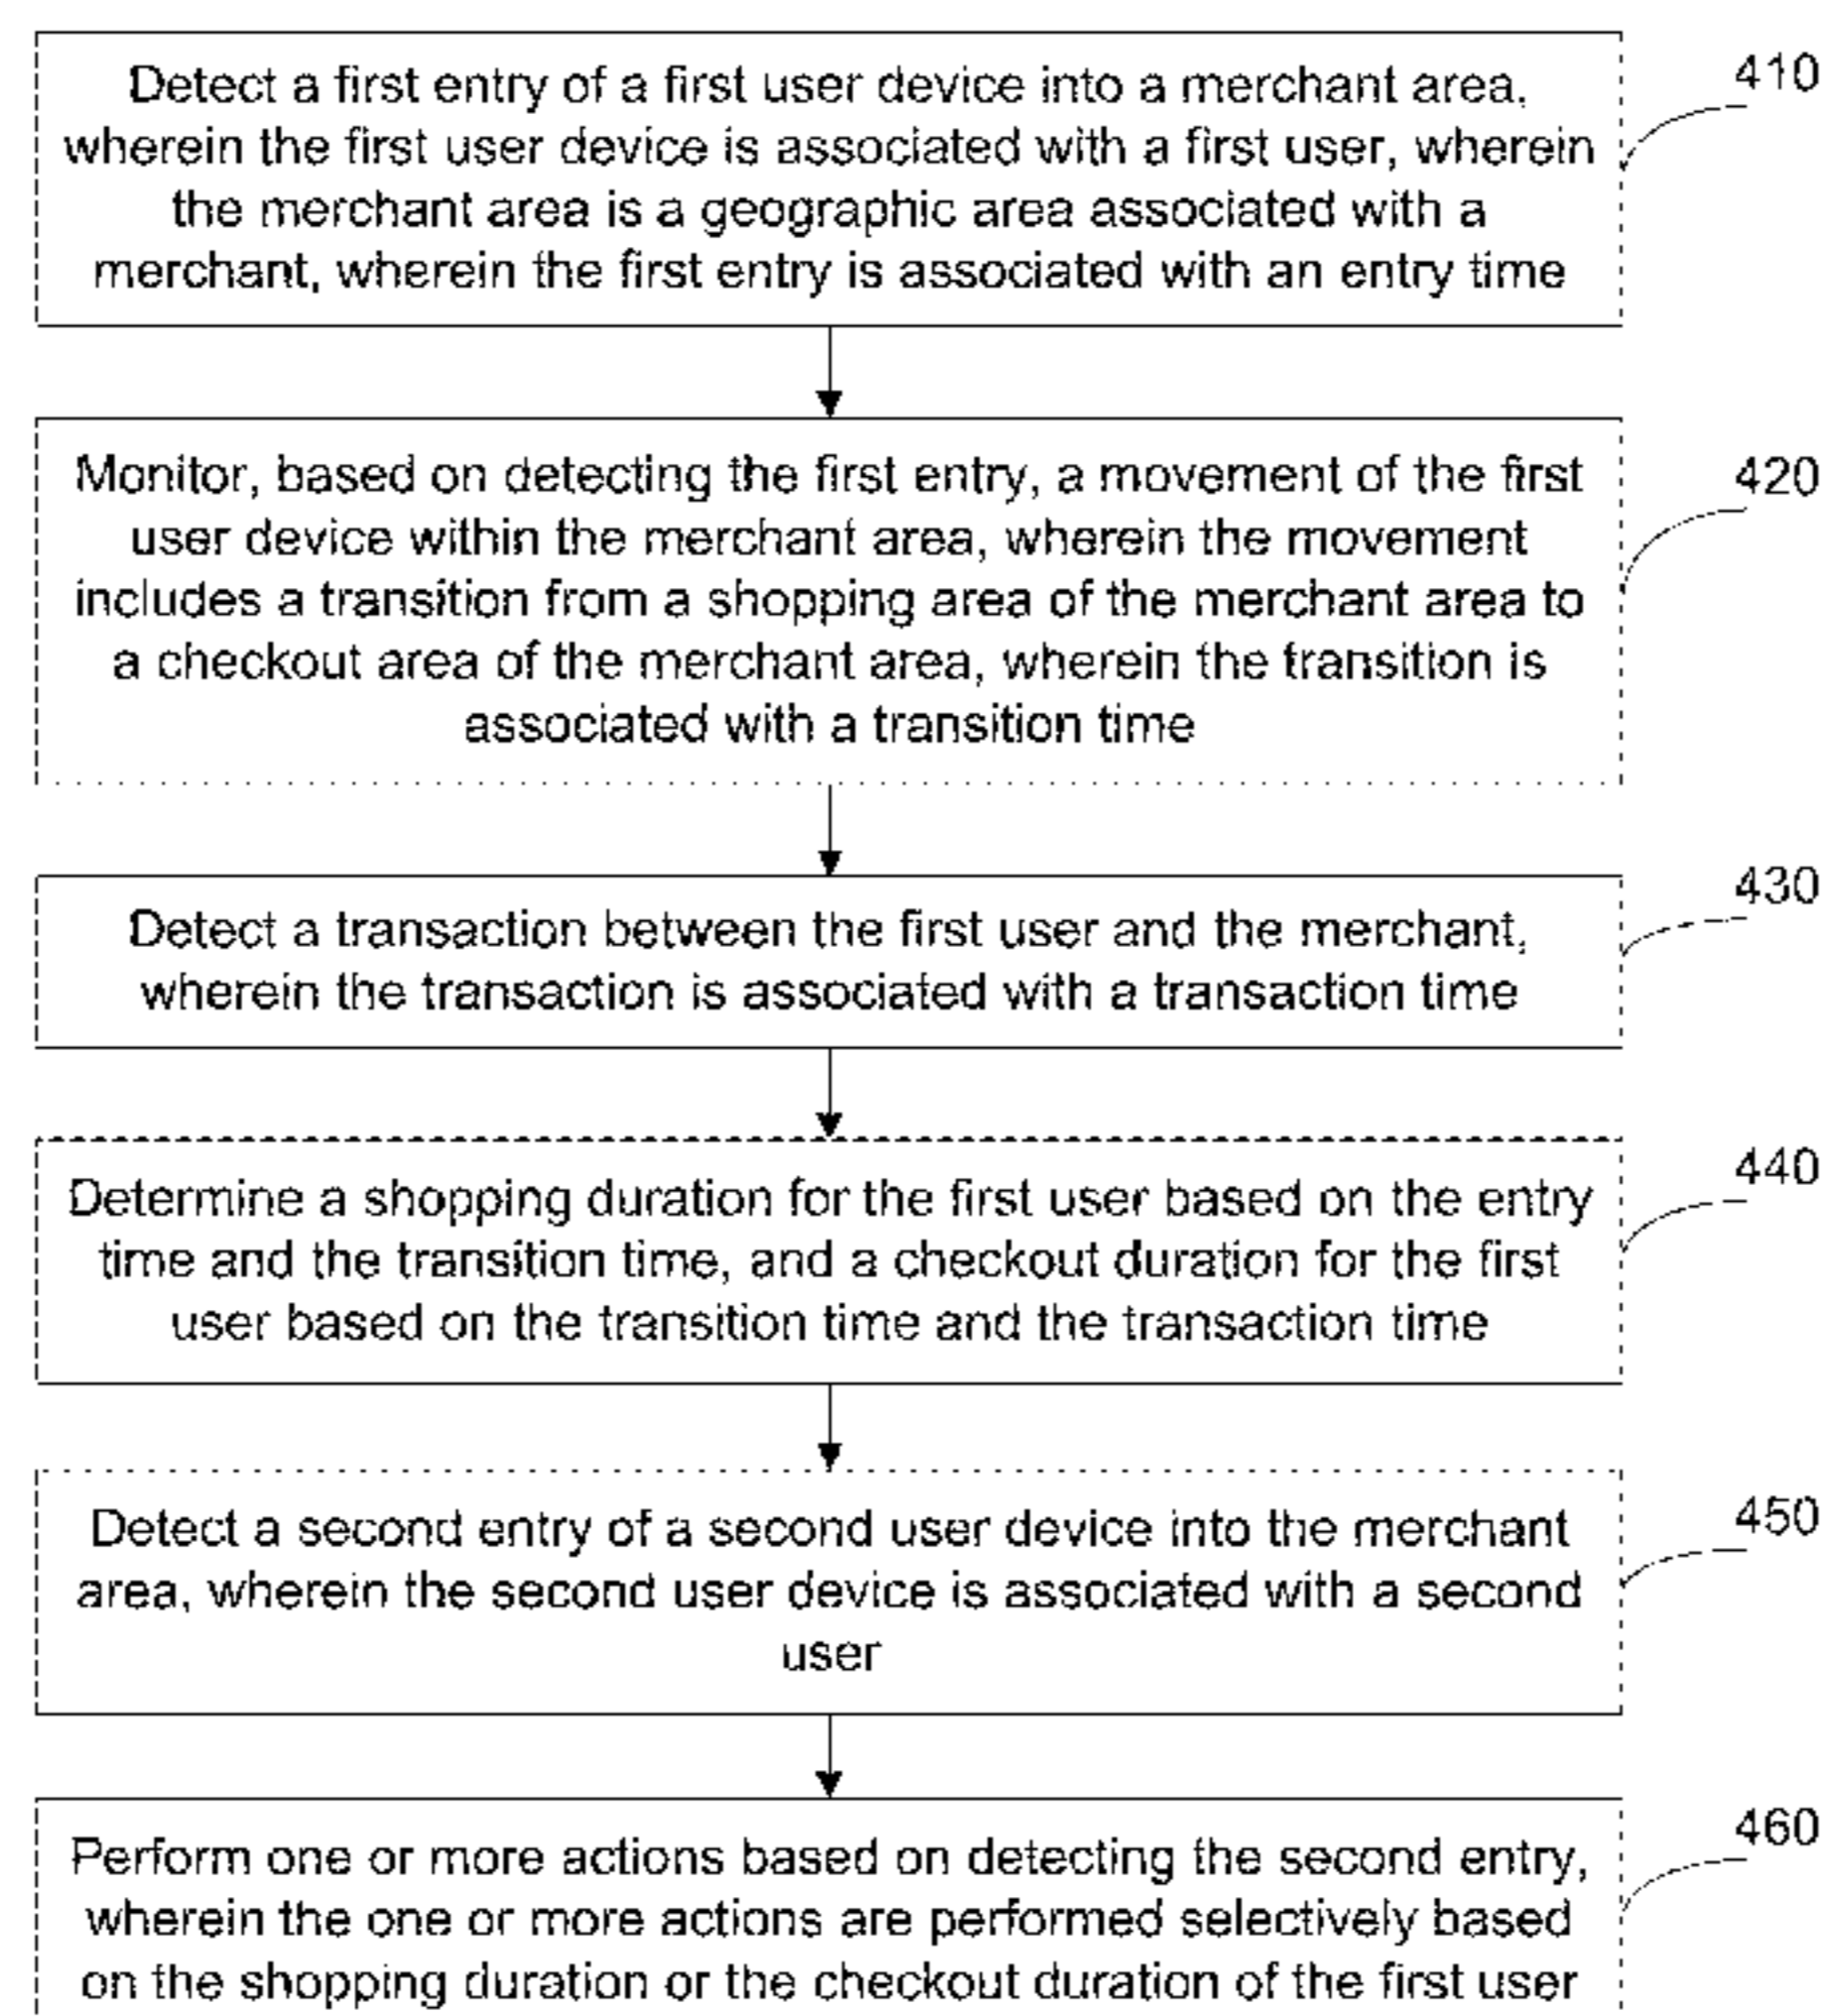 Detect a first entry of a first user device into a merchant area,
wherein the first user device is associated with a first user, wherein
the merchant area is a geographic area associated with a
merchant, wherein the first entry is associated with an entry time
410
Monitor, based on detecting the first entry, a movement of the first
user device within the merchant area, wherein the movement
includes a transition from a shopping area of the merchant area to
a checkout area of the merchant area, wherein the transition is
associated with a transition time
420
Detect a transaction between the first user and the merchant,
wherein the transaction is associated with a transaction time
430
Determine a shopping duration for the first user based on the entry
time and the transition time, and a checkout duration for the first
user based on the transition time and the transaction time
440
Detect a second entry of a second user device into the merchant
area, wherein the second user device is associated with a second
user
450
Perform one or more actions based on detecting the second entry,
wherein the one or more actions are performed selectively based
on the shopping duration or the checkout duration of the first user
460